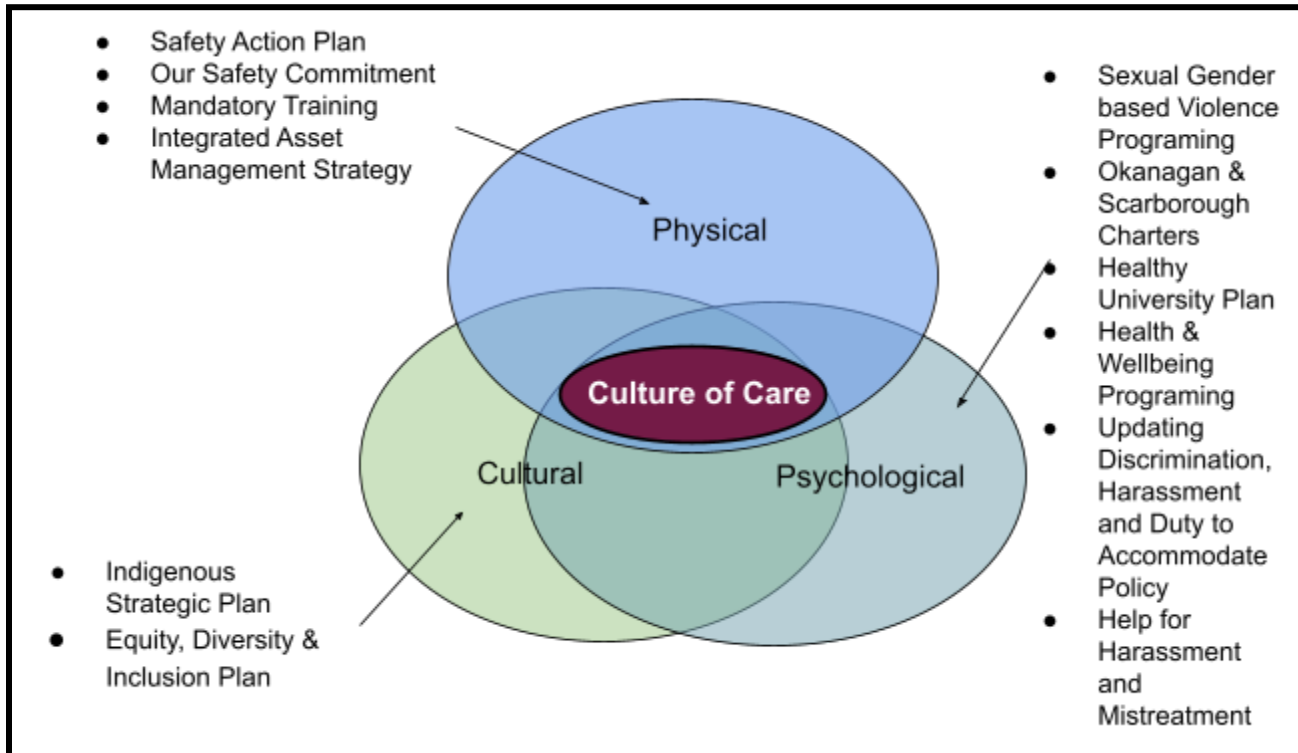 ● Safety Action Plan
● Our Safety Commitment
● Mandatory Training
● Integrated Asset
Management Strategy
Physical
Culture of Care
Cultural
Psychological
● Sexual Gender
based Violence
Programing
● Okanagan &
Scarborough
Charters
● Healthy
University Plan
● Health &
Wellbeing
Programing
● Updating
Discrimination,
Harassment
and Duty to
Accommodate
Policy
● Help for
Harassment
and
Mistreatment
● Indigenous
Strategic Plan
● Equity, Diversity &
Inclusion Plan